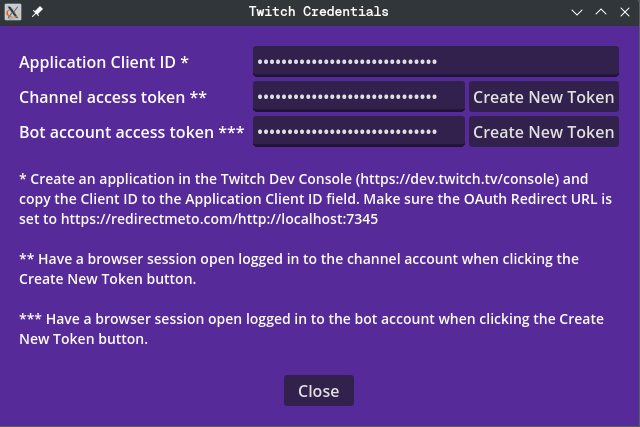 Twitch Credentials
Application Client ID *
••••••••••••••••••••••••••••••
Channel access token **
••••••••••••••••••••••••••••••
Create New Token
Bot account access token ***
••••••••••••••••••••••••••••••
Create New Token
* Create an application in the Twitch Dev Console (https://dev.twitch.tv/console) and
copy the Client ID to the Application Client ID field. Make sure the OAuth Redirect URL is
set to https://redirectmeto.com/http://localhost:7345
** Have a browser session open logged in to the channel account when clicking the
Create New Token button.
*** Have a browser session open logged in to the bot account when clicking the Create
New Token button.
Close